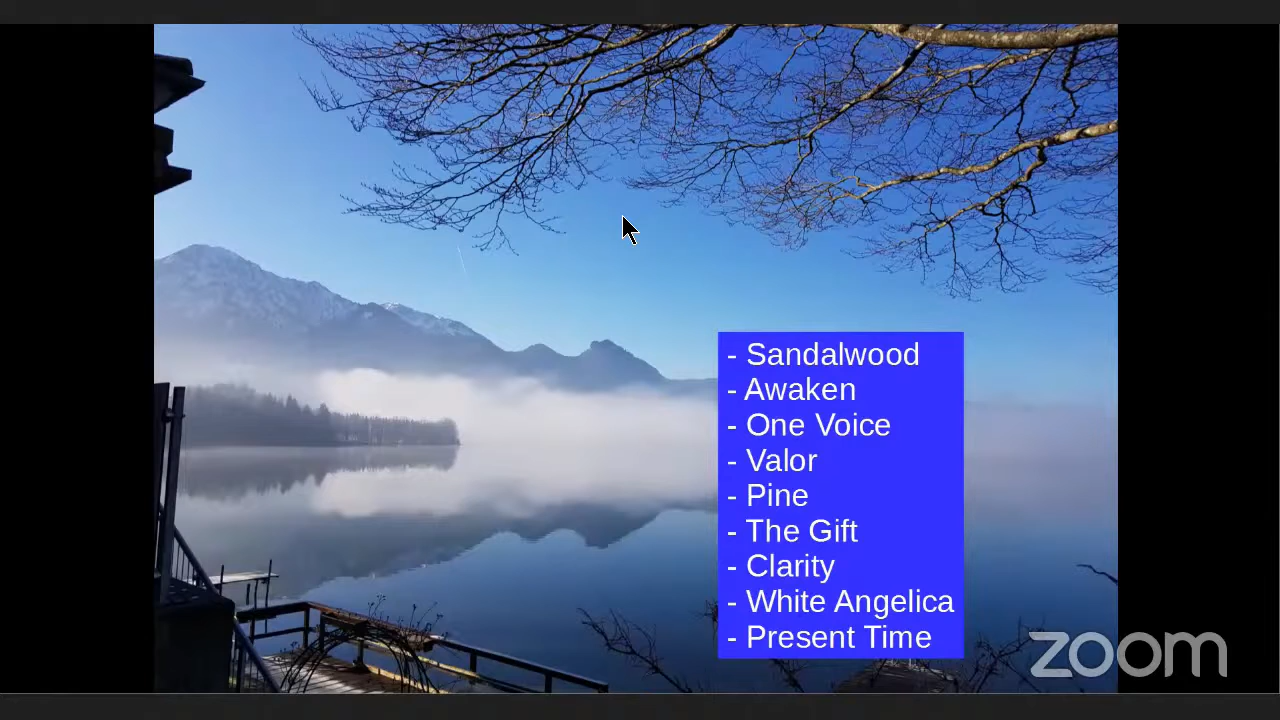 - Sandalwood
- Awaken
- One Voice
- Valor
- Pine
- The Gift
- Clarity
- White Angelica
- Present Time
zoom